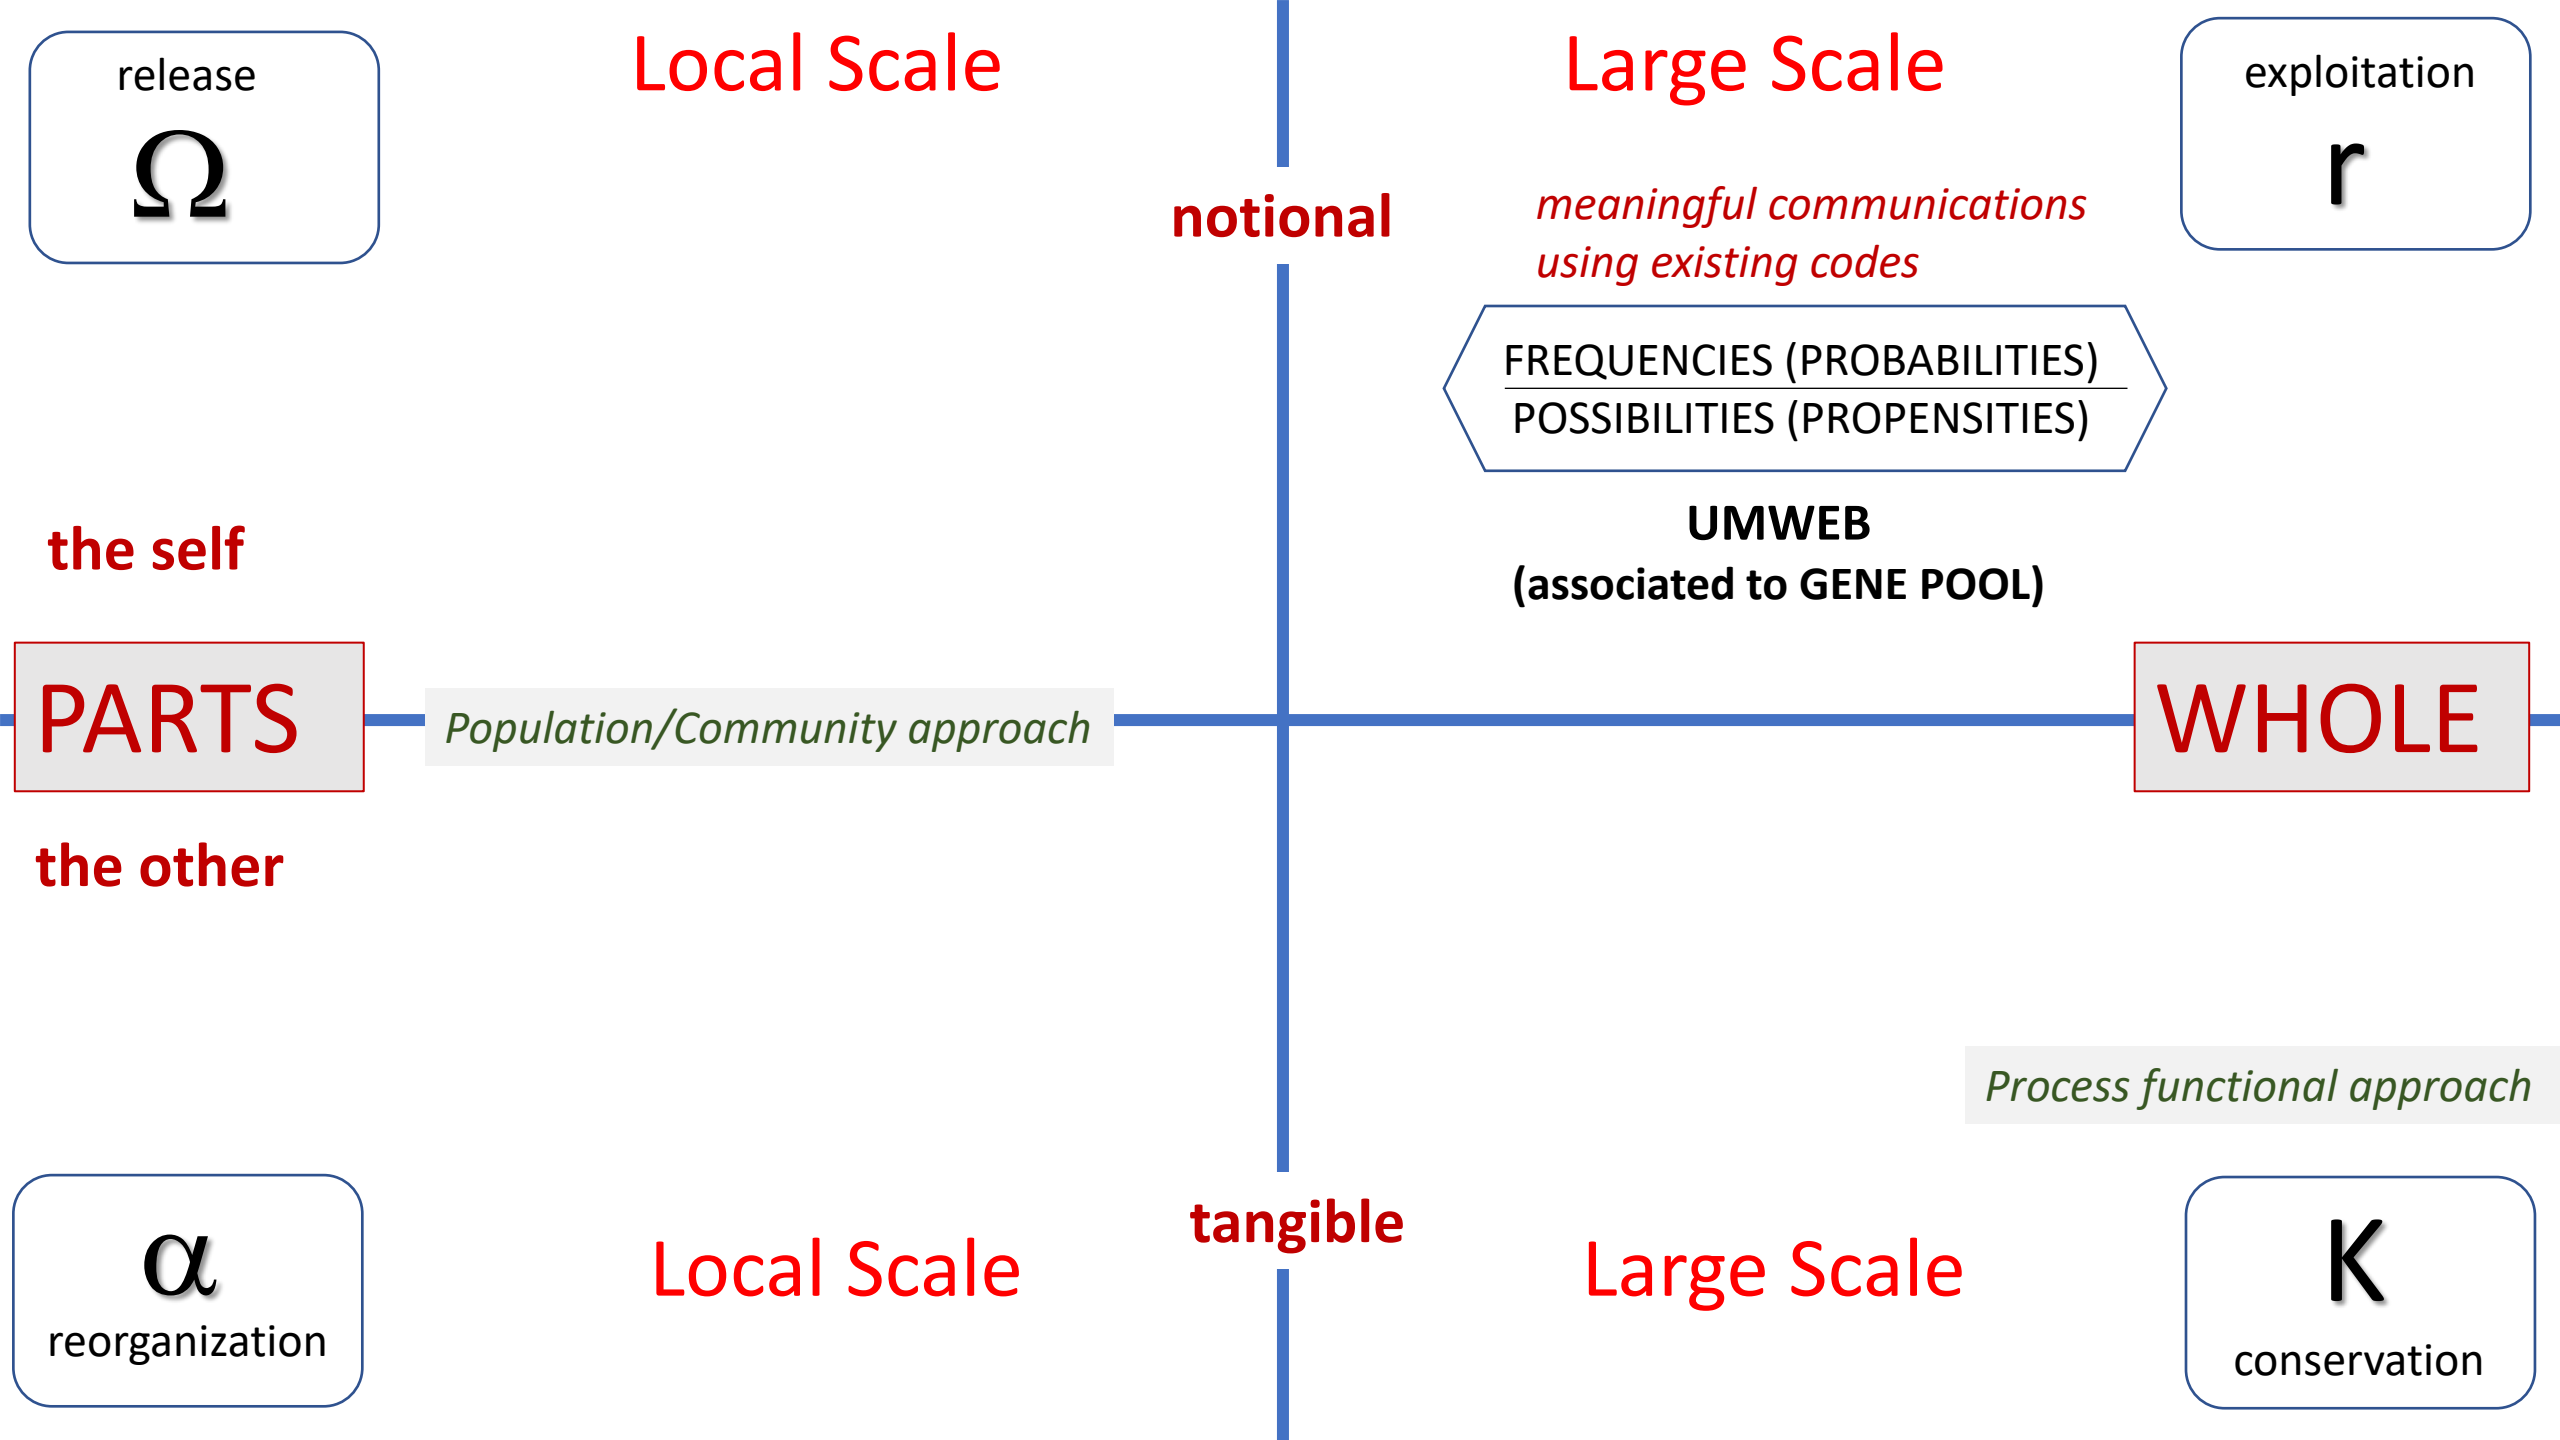 release
Ω
Local Scale
Large Scale
exploitation
r
notional
meaningful communications
using existing codes
FREQUENCIES (PROBABILITIES)
POSSIBILITIES (PROPENSITIES)
UMWEB
(associated to GENE POOL)
the self
PARTS
Population/Community approach
WHOLE
the other
Process functional approach
α
reorganization
Local Scale
tangible
Large Scale
K
conservation